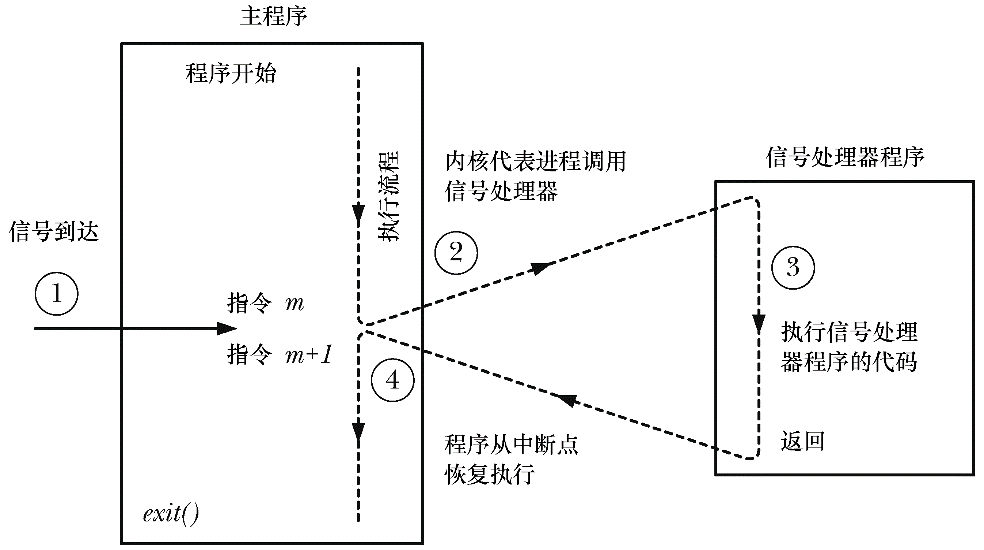 主程序
程序开始
执行流程
内核代表进程调用
信号处理器
信号处理器程序
信号到达
①
②
③
指令 m
指令 m+1
执行信号处理
器程序的代码
④
程序从中断点
恢复执行
返回
exit()